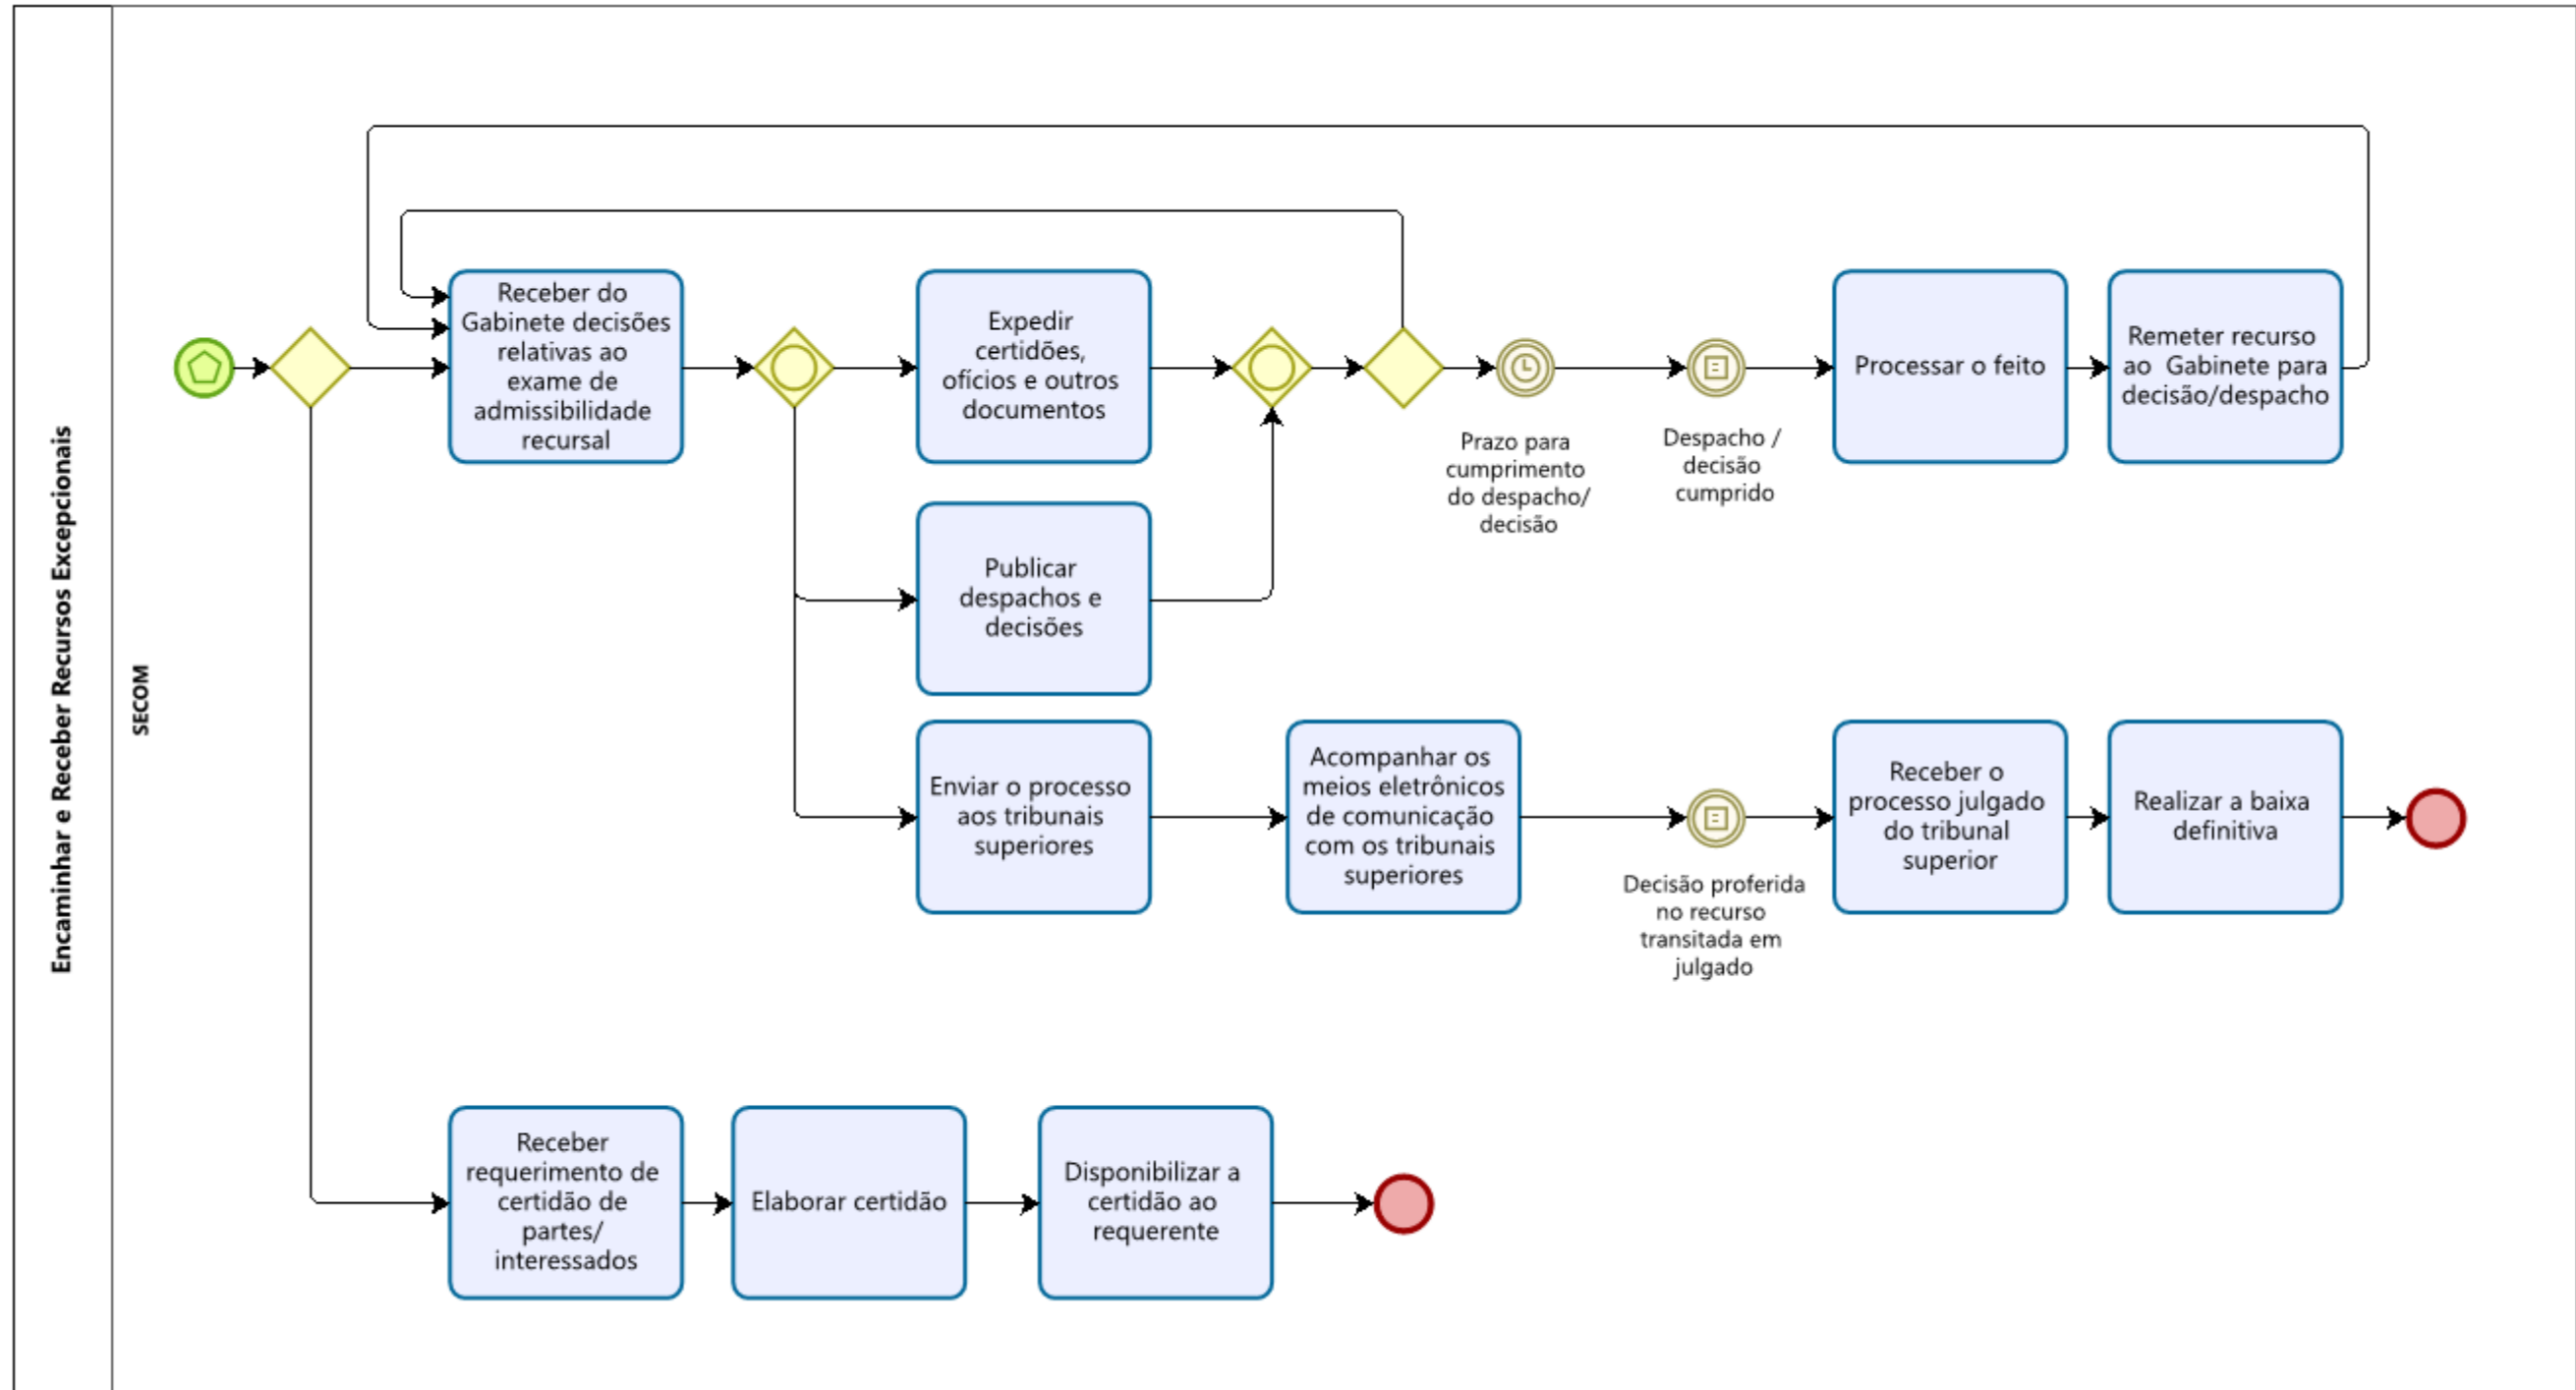 Encaminhar e Receber Recursos Excepcionais
SECOM
Receber do
Gabinete decisões
relativas ao
exame de
admissibilidade
recursal
Expedir
certidões,
ofícios e outros
documentos
Prazo para
cumprimento
do despacho/
decisão
Despacho /
decisão
cumprido
Processar o feito
Remeter recurso
ao Gabinete para
decisão/despacho
Publicar
despachos e
decisões
Enviar o processo
aos tribunais
superiores
Acompanhar os
meios eletrônicos
de comunicação
com os tribunais
superiores
Decisão proferida
no recurso
transitada em
julgado
Receber o
processo julgado
do tribunal
superior
Realizar a baixa
definitiva
Receber
requerimento de
certidão de
partes/
interessados
Elaborar certidão
Disponibilizar a
certidão ao
requerente